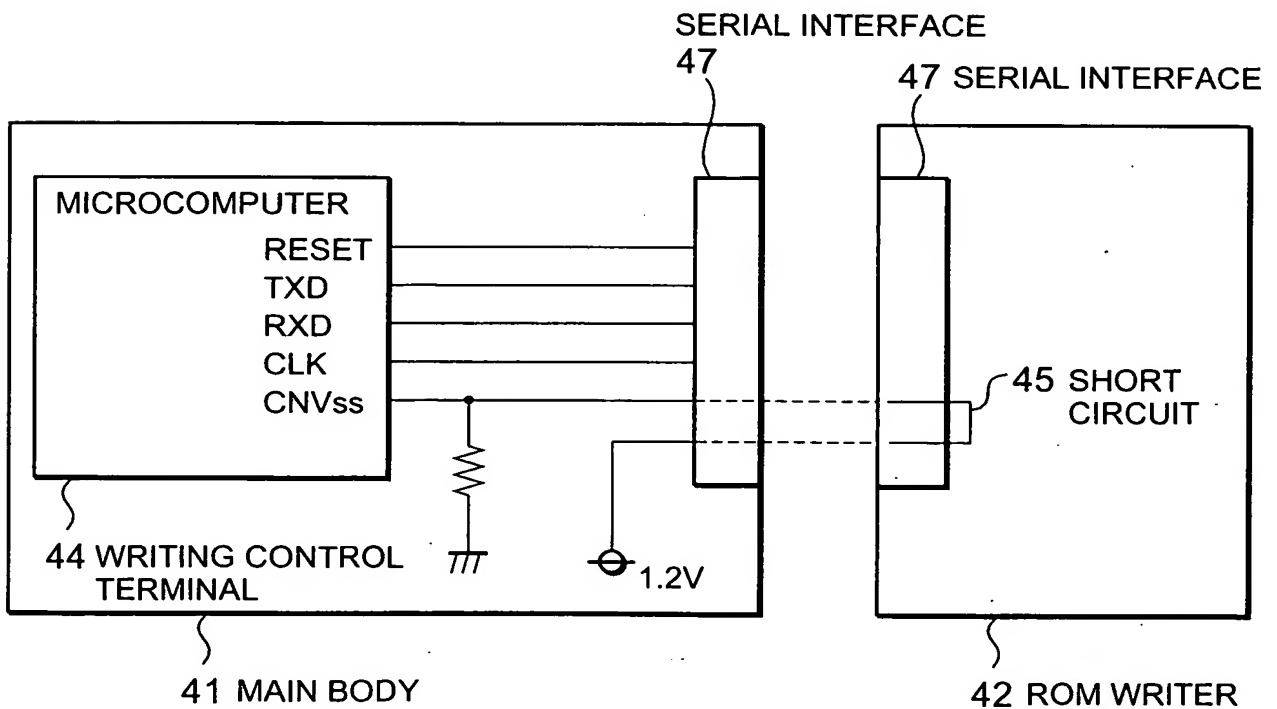 SERIAL INTERFACE
47
47 SERIAL INTERFACE
MICROCOMPUTER
RESET
TXD
RXD
CLK
CNVss
45 SHORT
CIRCUIT
44 WRITING CONTROL
TERMINAL
1.2V
41 MAIN BODY
42 ROM WRITER